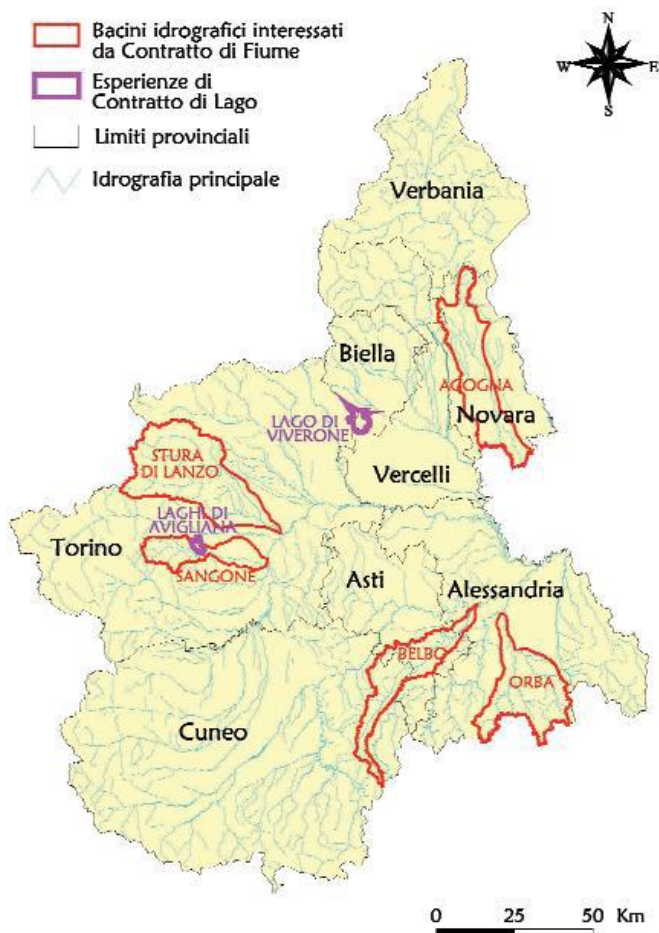 Bacini idrografici interessati
da Contratto di Fiume
Esperienze di
Contratto di Lago
Limiti provinciali
Idrografia principale
N
W E
S
Verbania
Biella
AGOGNA
Novara
LAGO DI
VIVERONE
Vercelli
STURA
DI LANZO
LAGHI DI
AVIGLIANA
Torino
SANGONE
Asti
Alessandria
BELBO
ORBA
Cuneo
0 25 50 Km